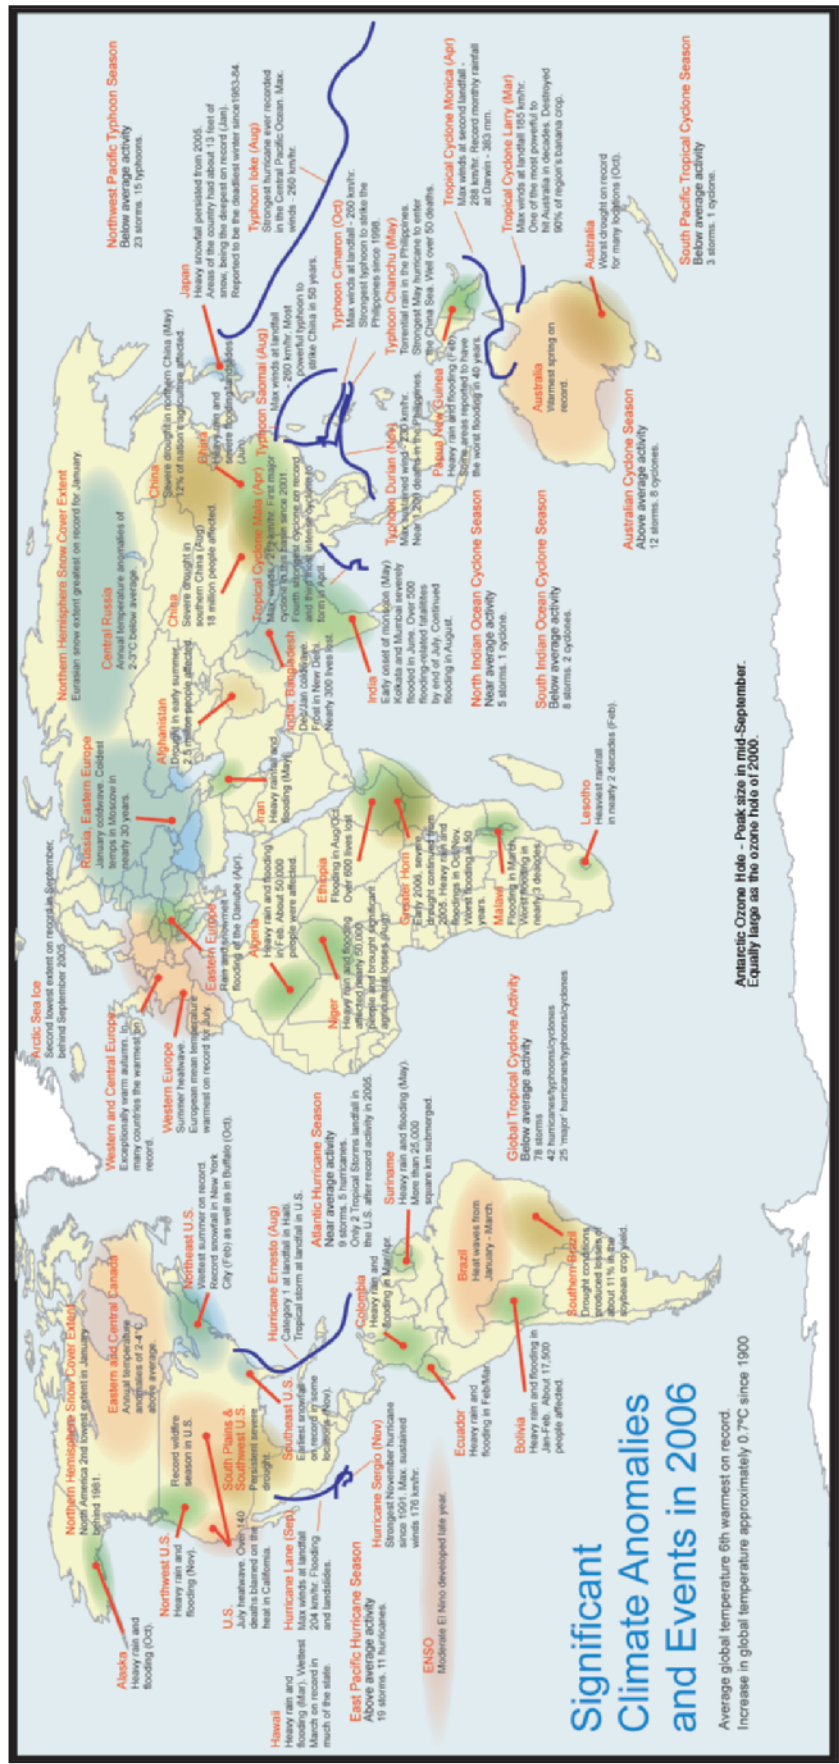 Significant
Climate Anomalies
and Events in 2006
Average global temperature 6th warmest on record.
Increase in global temperature approximately 0.7°C since 1900
Northern Hemisphere Snow Cover Extent
North America 2nd lowest extent in January
behind 1981.
Alaska
Heavy rain and
flooding (Oct).
Northwest U.S.
Heavy rain and
flooding (Nov).
Record wildfire
season in U.S.
Eastern and Central Canada
Annual temperature
anomalies of 2-4°C
above average.
Northeast U.S.
Wettest summer on record.
Record snowfall in New York
City (Feb) as well as in Buffalo (Oct).
U.S.
July heatwave. Over 140
deaths blamed on the
heat in California.
South Plains &
Southwest U.S.
Persistent severe
drought.
Southeast U.S.
Earliest snowfall
on record in some
locations (Nov).
Hawaii
Heavy rain and
flooding (Mar). Wettest
March on record in
much of the state.
Hurricane Lane (Sep)
Max winds at landfall
204 km/hr. Flooding
and landslides.
Hurricane Ernesto (Aug)
Category 1 at landfall in Haiti.
Tropical storm at landfall in U.S.
Atlantic Hurricane Season
Near average activity
9 storms. 5 hurricanes.
Only 2 Tropical Storms landfall in
the U.S. after record activity in 2005.
East Pacific Hurricane Season
Above average activity
19 storms. 11 hurricanes.
Hurricane Sergio (Nov)
Strongest November hurricane
since 1991. Max. sustained
winds 176 km/hr.
ENSO
Moderate El Nino developed late year.
Colombia
Heavy rain and
flooding in Mar/Apr.
Suriname
Heavy rain and flooding (May).
More than 25,000
square km submerged.
Ecuador
Heavy rain and
flooding in Feb/Mar.
Brazil
Heat waves from
January - March.
Bolivia
Heavy rain and flooding in
Jan-Feb. About 17,500
people affected.
Southern Brazil
Drought conditions
produced losses of
about 11% in the
soybean crop yield.
Global Tropical Cyclone Activity
Below average activity
78 storms
42 hurricanes/typhoons/cyclones
25 'major' hurricanes/typhoons/cyclones
Arctic Sea Ice
Second lowest extent on record in September,
behind September 2005.
Western and Central Europe
Exceptionally warm autumn. In
many countries the warmest on
record.
Western Europe
Summer heatwave.
European mean temperature
warmest on record for July.
Eastern Europe
Rain and snowmelt
flooding of the Danube (Apr).
Russia, Eastern Europe
January coldwave. Coldest
temps in Moscow in
nearly 30 years.
Algeria
Heavy rain and flooding
in Feb. About 50,000
people were affected.
Niger
Heavy rain and flooding
affected nearly 50,000
people and brought significant
agricultural losses (Aug)
Ethiopia
Flooding in Aug/Oct.
Over 600 lives lost
Greater Horn
Early 2006, severe
drought continued from
2005. Heavy rain and
floodings in Oct/Nov.
Worst flooding in 50
years.
Malawi
Flooding in March.
Worst flooding in
nearly 3 decades.
Lesotho
Heaviest rainfall
in nearly 2 decades (Feb).
Iran
Heavy rainfall and
flooding (May)
Afghanistan
Drought in early summer.
2.5 million people affected.
Northern Hemisphere Snow Cover Extent
Eurasian snow extent greatest on record for January.
Central Russia
Annual temperature anomalies of
2-3°C below average.
India, Bangladesh
Dec/Jan coldwave.
Frost in New Delhi.
Nearly 300 lives lost.
India
Early onset of monsoon (May)
Kolkata and Mumbai severely
flooded in June. Over 500
flooding-related fatalities
by end of July. Continued
flooding in August.
China
Severe drought in
southern China (Aug)
18 million people affected.
China
Severe drought in northern China (May)
12% of nation's agriculture affected.
China
Heavy rain and
severe flooding/landslides
(Jun)
Tropical Cyclone Mala (Apr)
Max winds - 213 km/hr. First major
cyclone in this basin since 2001
Fourth strongest cyclone on record
and third most intense cyclone to
form in April.
North Indian Ocean Cyclone Season
Near average activity
5 storms. 1 cyclone.
South Indian Ocean Cyclone Season
Below average activity
8 storms. 2 cyclones.
Japan
Heavy snowfall persisted from 2005.
Areas of the country had about 13 feet of
snow, being the deepest on record (Jan).
Reported to be the deadliest winter since1983-84.
Northwest Pacific Typhoon Season
Below average activity
23 storms. 15 typhoons.
Typhoon Ioke (Aug)
Strongest hurricane ever recorded
in the Central Pacific Ocean. Max.
winds - 260 km/hr.
Typhoon Saomai (Aug)
Max winds at landfall
- 260 km/hr. Most
powerful typhoon to
strike China in 50 years.
Typhoon Cimaron (Oct)
Max winds at landfall - 260 km/hr.
Strongest typhoon to strike the
Philippines since 1998.
Typhoon Chanchu (May)
Torrential rain in the Philippines.
Strongest May hurricane to enter
the China Sea. Well over 50 deaths.
Typhoon Durian (Nov)
Max sustained wind - 230 km/hr.
Near 1,200 deaths in the Philippines.
Papua New Guinea
Heavy rain and flooding (Feb)
Some areas reported to have
the worst flooding in 40 years.
Tropical Cyclone Monica (Apr)
Max winds at second landfall -
288 km/hr. Record monthly rainfall
at Darwin - 383 mm.
Tropical Cyclone Larry (Mar)
Max winds at landfall 185 km/hr.
One of the most powerful to
hit Australia in decades. Destroyed
90% of region's banana crop.
Australia
Warmest spring on
record.
Australia
Worst drought on record
for many locations (Oct).
Australian Cyclone Season
Above average activity
12 storms. 8 cyclones.
South Pacific Tropical Cyclone Season
Below average activity
3 storms. 1 cyclone.
Antarctic Ozone Hole - Peak size in mid-September.
Equally large as the ozone hole of 2000.